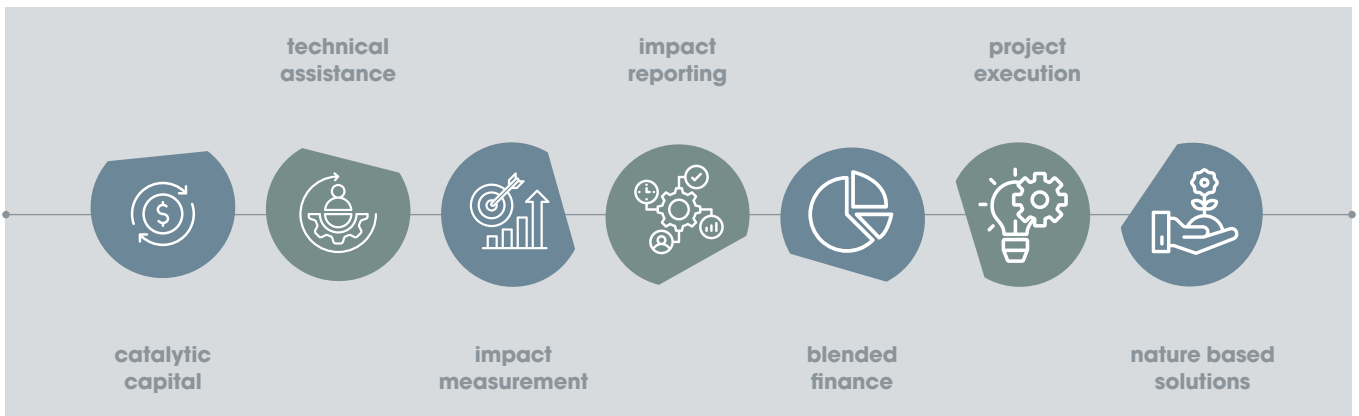 technical
assistance
impact
reporting
project
execution
$
catalytic
capital
impact
measurement
blended
finance
nature based
solutions